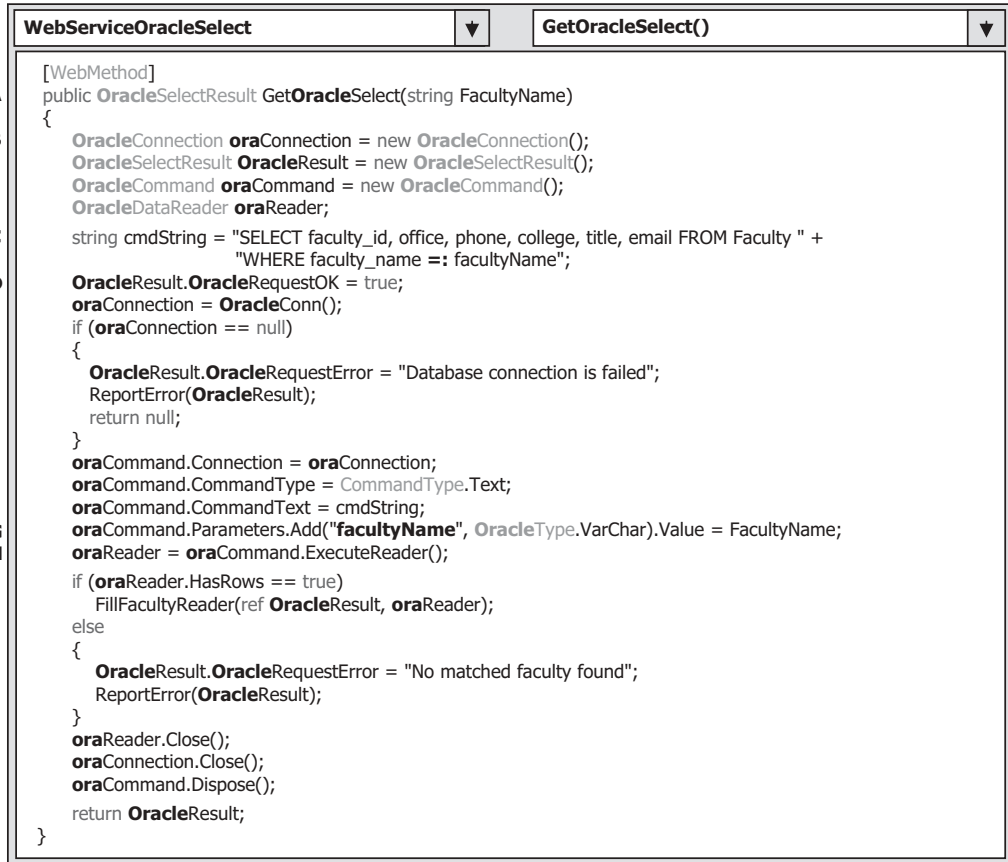 WebServiceOracleSelect GetOracleSelect()
[WebMethod]
public OracleSelectResult GetOracleSelect(string FacultyName)
{
OracleConnection oraConnection = new OracleConnection();
OracleSelectResult OracleResult = new OracleSelectResult();
OracleCommand oraCommand = new OracleCommand();
OracleDataReader oraReader;
string cmdString = "SELECT faculty_id, office, phone, college, title, email FROM Faculty " +
"WHERE faculty_name =: facultyName";
OracleResult.OracleRequestOK = true;
oraConnection = OracleConn();
if (oraConnection == null)
{
OracleResult.OracleRequestError = "Database connection is failed";
ReportError(OracleResult);
return null;
}
oraCommand.Connection = oraConnection;
oraCommand.CommandType = CommandType.Text;
oraCommand.CommandText = cmdString;
oraCommand.Parameters.Add("facultyName", OracleType.VarChar).Value = FacultyName;
oraReader = oraCommand.ExecuteReader();
if (oraReader.HasRows == true)
FillFacultyReader(ref OracleResult, oraReader);
else
{
OracleResult.OracleRequestError = "No matched faculty found";
ReportError(OracleResult);
}
oraReader.Close();
oraConnection.Close();
oraCommand.Dispose();
return OracleResult;
}